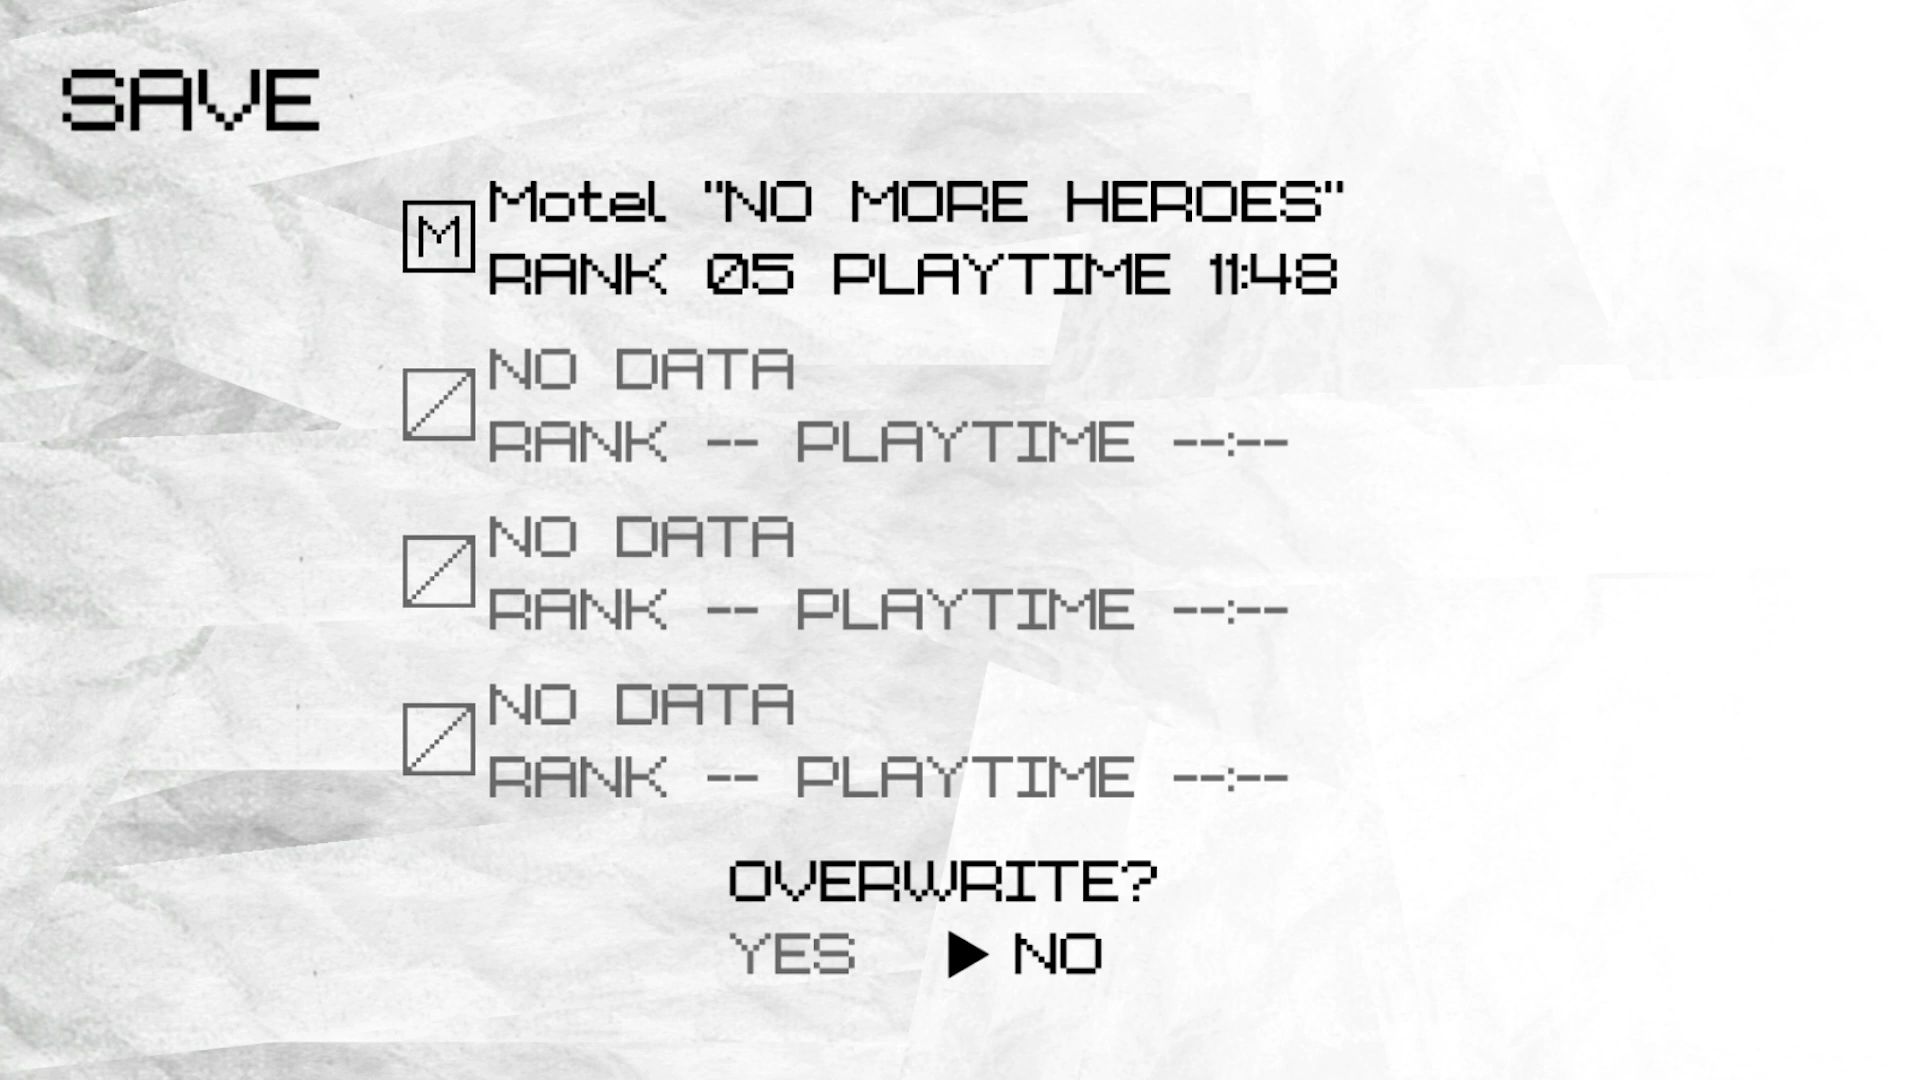 SAVE
M
Motel "NO MORE HEROES"
RANK 05 PLAYTIME 11:48
NO DATA
RANK -- PLAYTIME --:--
NO DATA
RANK -- PLAYTIME --:--
NO DATA
RANK -- PLAYTIME --:--
OVERWRITE?
YES ▶ NO